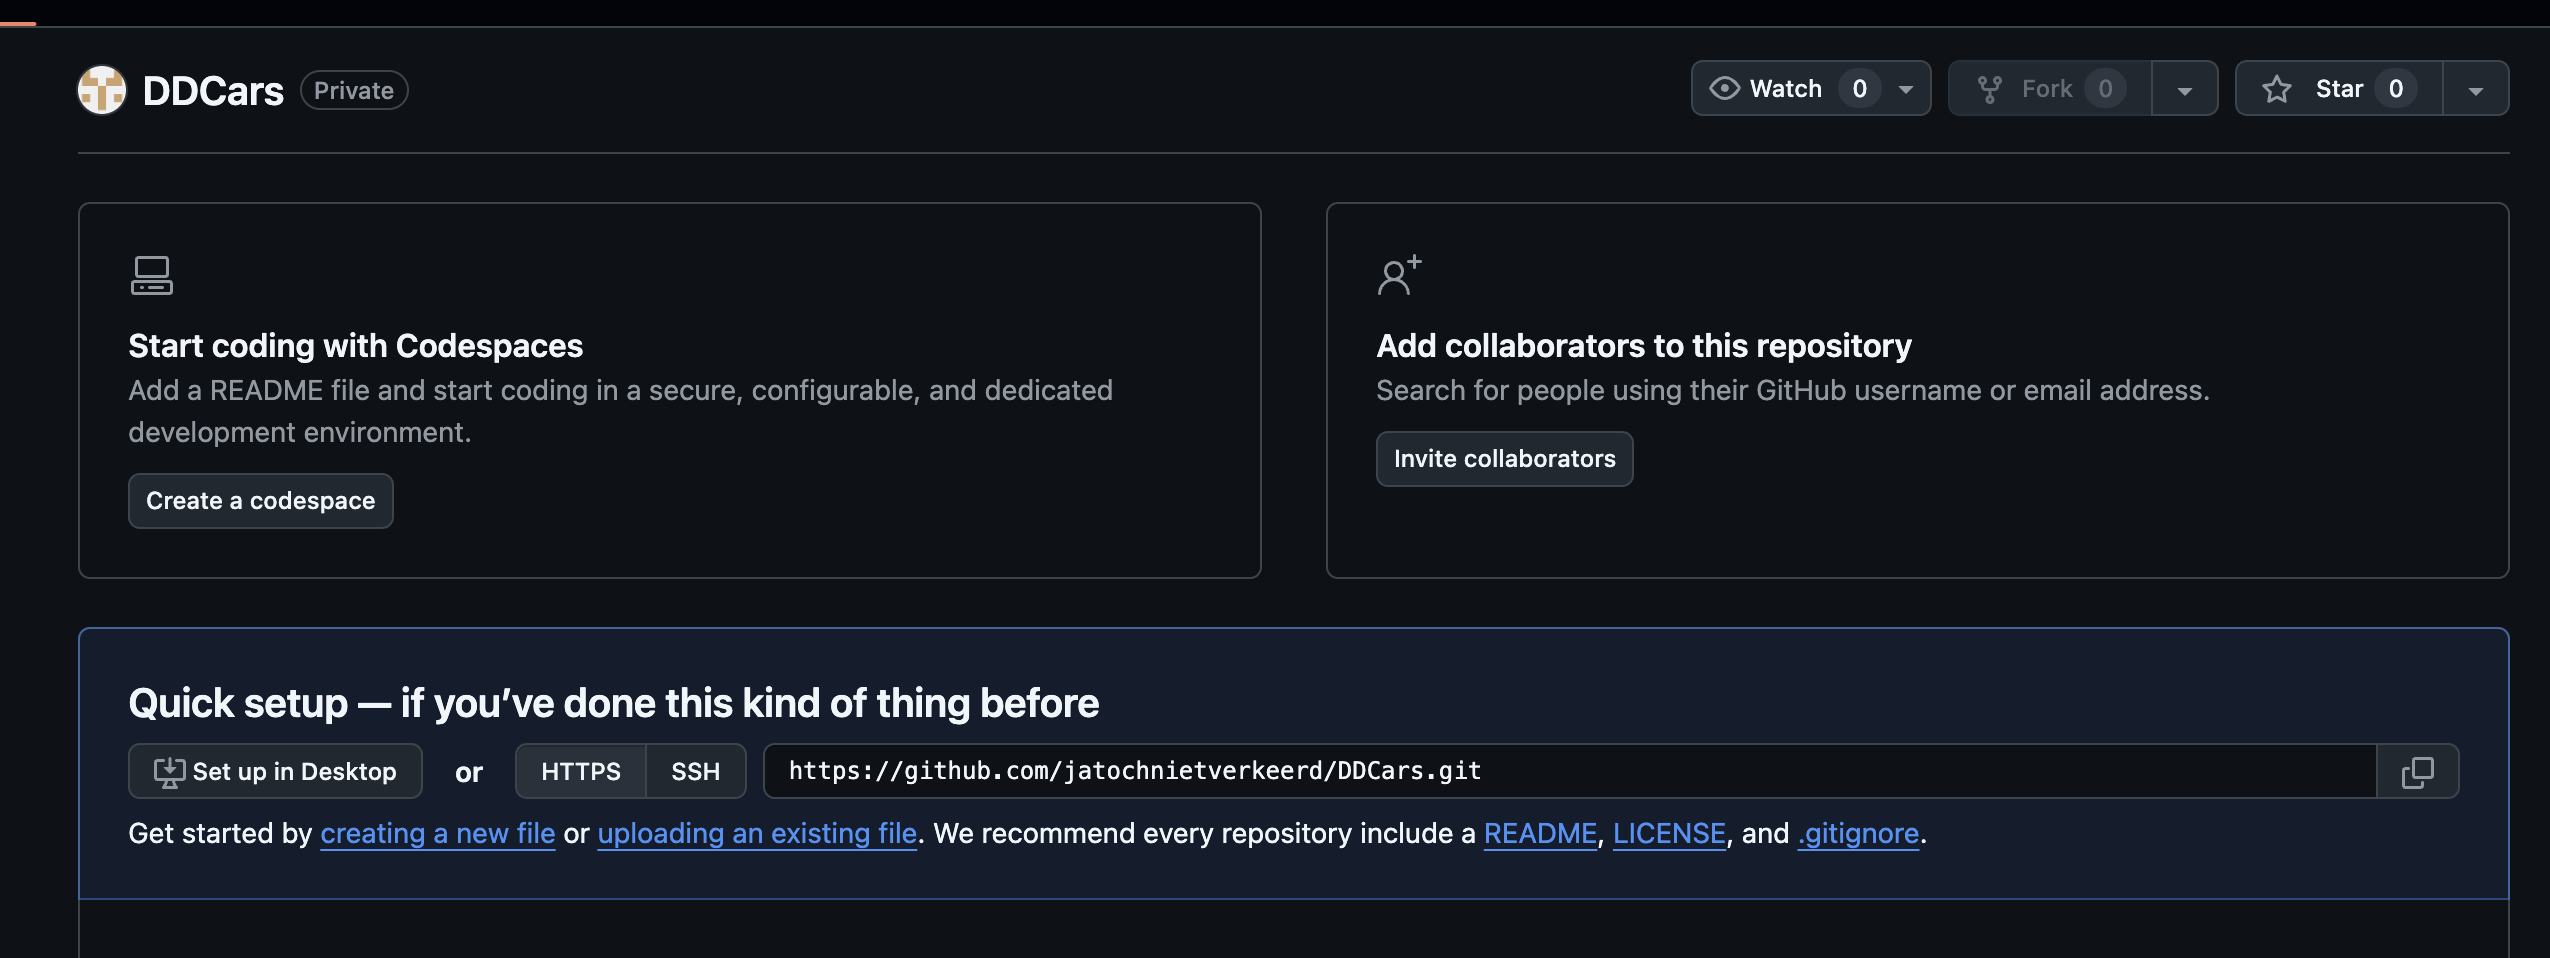 DDCars Private
Watch 0 Fork 0 Star 0
Start coding with Codespaces
Add a README file and start coding in a secure, configurable, and dedicated
development environment.
Create a codespace
Add collaborators to this repository
Search for people using their GitHub username or email address.
Invite collaborators
Quick setup — if you’ve done this kind of thing before
Set up in Desktop or HTTPS SSH https://github.com/jatochnietverkeerd/DDCars.git
Get started by creating a new file or uploading an existing file. We recommend every repository include a README, LICENSE, and .gitignore.